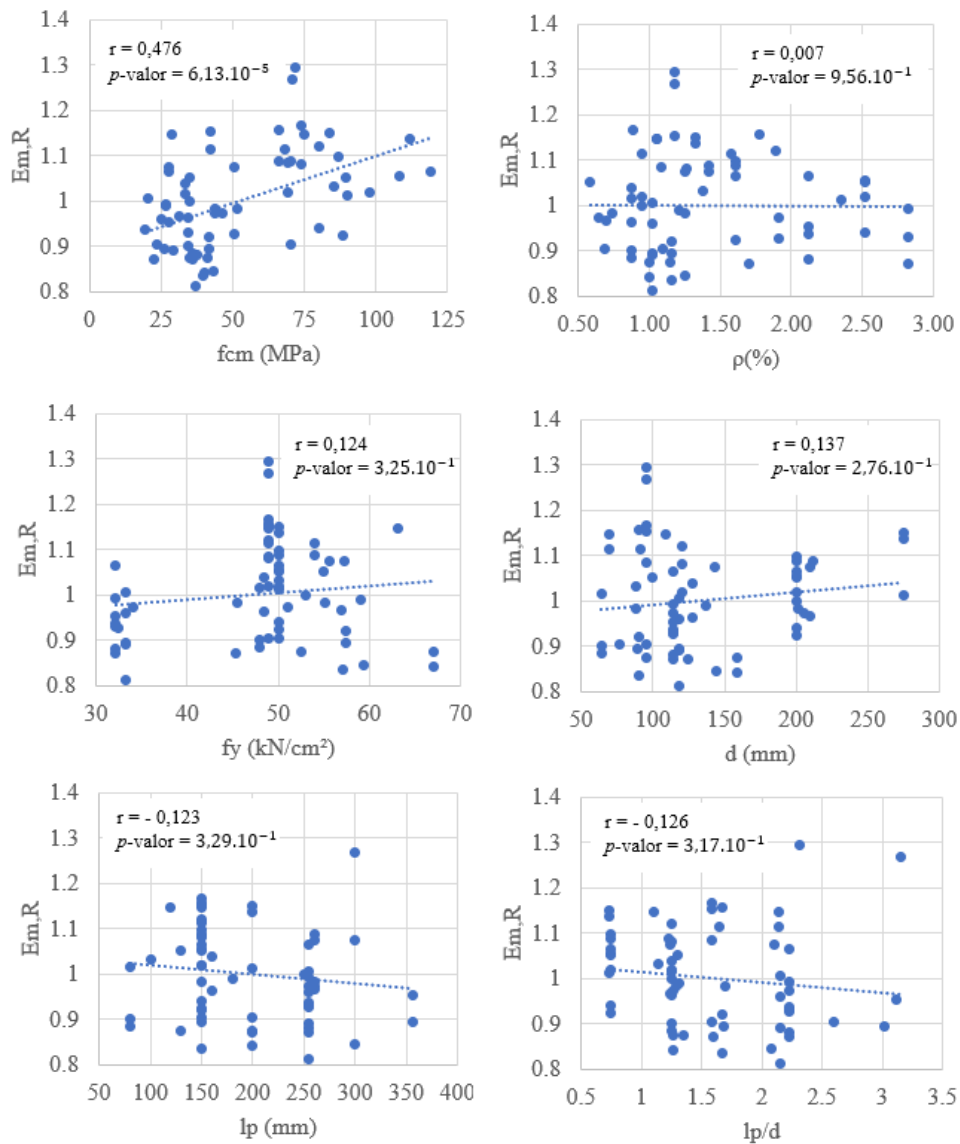 r = 0,476
p-valor = 6,13.10⁻⁵
Em,R
1.4
1.3
1.2
1.1
1
0.9
0.8
0 25 50 75 100 125
fcm (MPa)
r = 0,007
p-valor = 9,56.10⁻¹
Em,R
1.4
1.3
1.2
1.1
1
0.9
0.8
0.50 1.00 1.50 2.00 2.50 3.00
ρ(%)
r = 0,124
p-valor = 3,25.10⁻¹
Em,R
1.4
1.3
1.2
1.1
1
0.9
0.8
30 40 50 60 70
fy (kN/cm²)
r = 0,137
p-valor = 2,76.10⁻¹
Em,R
1.4
1.3
1.2
1.1
1
0.9
0.8
50 100 150 200 250 300
d (mm)
r = - 0,123
p-valor = 3,29.10⁻¹
Em,R
1.4
1.3
1.2
1.1
1
0.9
0.8
50 100 150 200 250 300 350 400
lp (mm)
r = - 0,126
p-valor = 3,17.10⁻¹
Em,R
1.4
1.3
1.2
1.1
1
0.9
0.8
0.5 1 1.5 2 2.5 3 3.5
lp/d